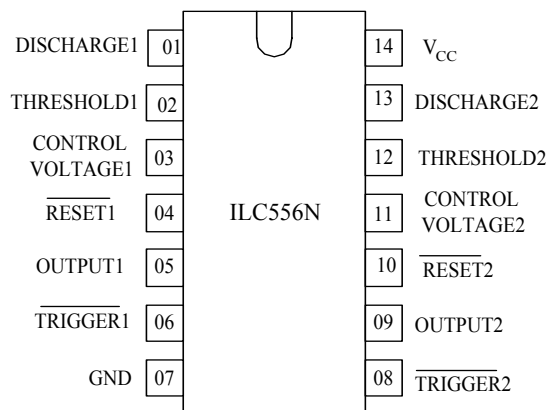 DISCHARGE1 01
14 VCC
THRESHOLD1 02
13 DISCHARGE2
CONTROL
VOLTAGE1 03
12 THRESHOLD2
RESET1 04
ILC556N
11 CONTROL
VOLTAGE2
OUTPUT1 05
10 RESET2
TRIGGER1 06
09 OUTPUT2
GND 07
08 TRIGGER2